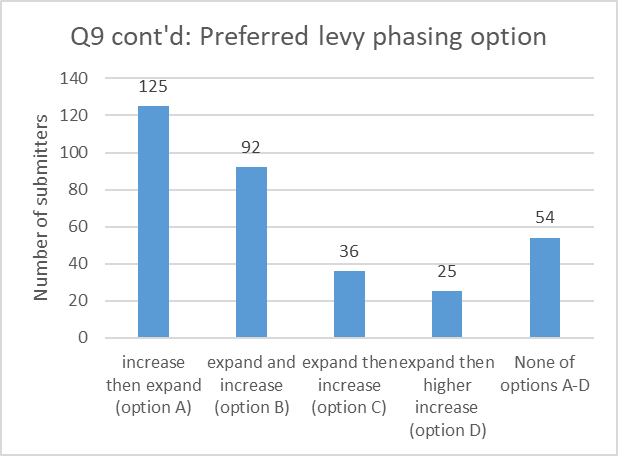 Q9 cont'd: Preferred levy phasing option
Number of submitters
140
120
100
80
60
40
20
0
125
92
36
25
54
increase
then expand
(option A)
expand and
increase
(option B)
expand then
increase
(option C)
expand then
higher
increase
(option D)
None of
options A-D